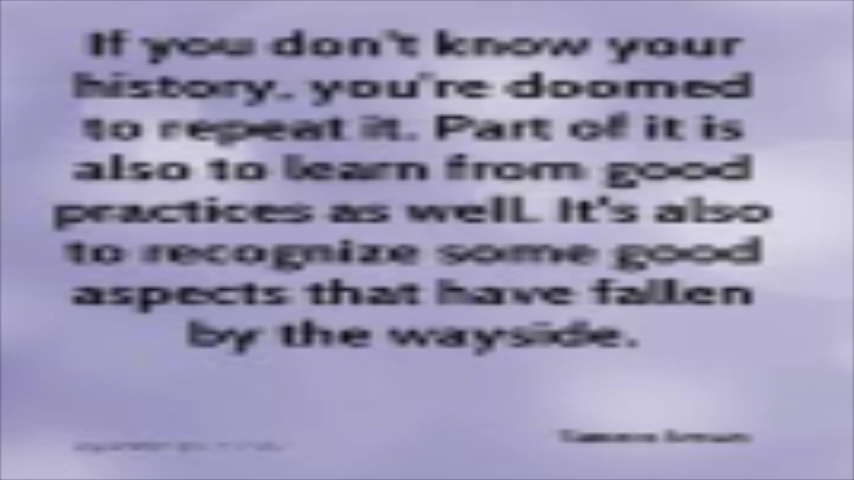 If you don't know your
history, you're doomed
to repeat it. Part of it is
also to learn from good
practices as well. It's also
to recognize some good
aspects that have fallen
by the wayside.